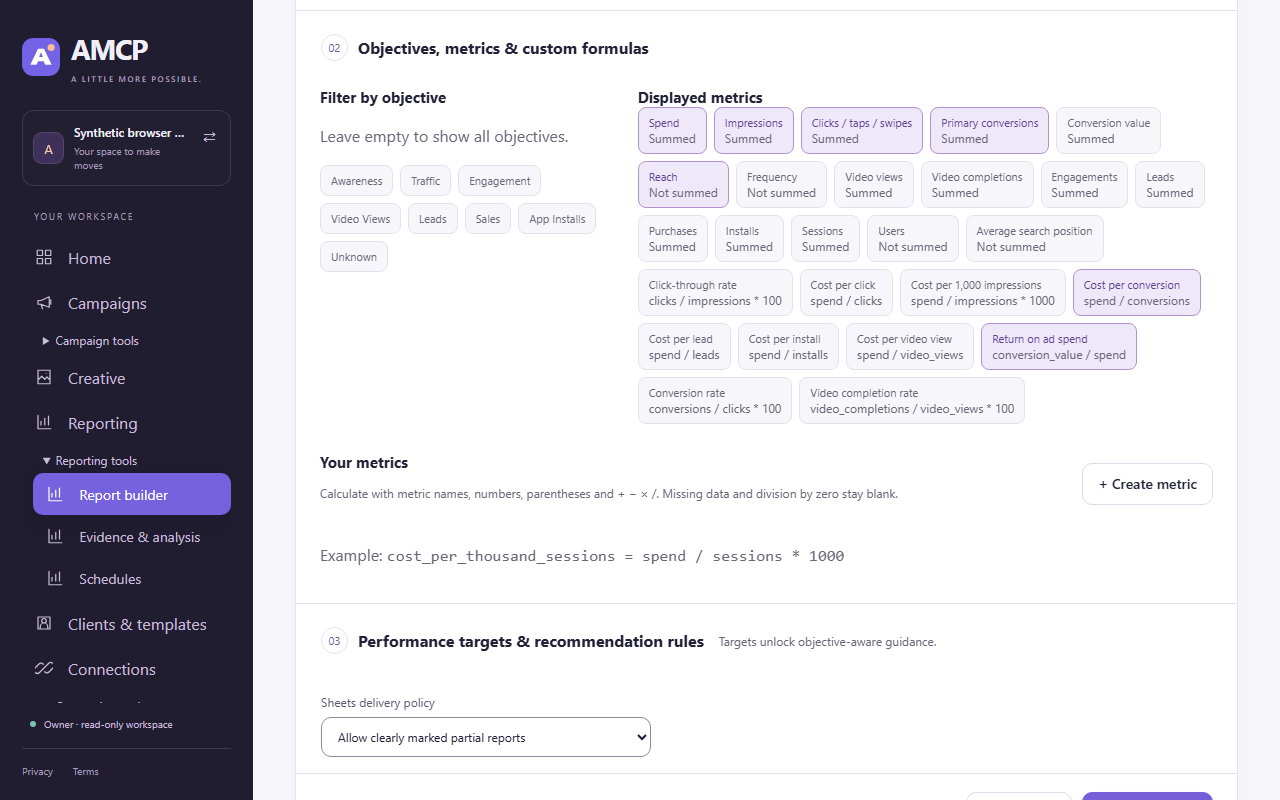 AMCP
A LITTLE MORE POSSIBLE.
A
Synthetic browser ...
Your space to make
moves
YOUR WORKSPACE
Home
Campaigns
Campaign tools
Creative
Reporting
Reporting tools
Report builder
Evidence & analysis
Schedules
Clients & templates
Connections
Owner · read-only workspace
Privacy Terms
02 Objectives, metrics & custom formulas
Filter by objective
Leave empty to show all objectives.
Awareness Traffic Engagement
Video Views Leads Sales App Installs
Unknown
Displayed metrics
Spend Impressions Clicks / taps / swipes Primary conversions Conversion value
Summed Summed Summed Summed Summed
Reach Frequency Video views Video completions Engagements Leads
Not summed Not summed Summed Summed Summed Summed
Purchases Installs Sessions Users Average search position
Summed Summed Summed Not summed Not summed
Click-through rate Cost per click Cost per 1,000 impressions Cost per conversion
clicks / impressions * 100 spend / clicks spend / impressions * 1000 spend / conversions
Cost per lead Cost per install Cost per video view Return on ad spend
spend / leads spend / installs spend / video_views conversion_value / spend
Conversion rate Video completion rate
conversions / clicks * 100 video_completions / video_views * 100
Your metrics
Calculate with metric names, numbers, parentheses and + − × /. Missing data and division by zero stay blank.
+ Create metric
Example: cost_per_thousand_sessions = spend / sessions * 1000
03 Performance targets & recommendation rules Targets unlock objective-aware guidance.
Sheets delivery policy
Allow clearly marked partial reports